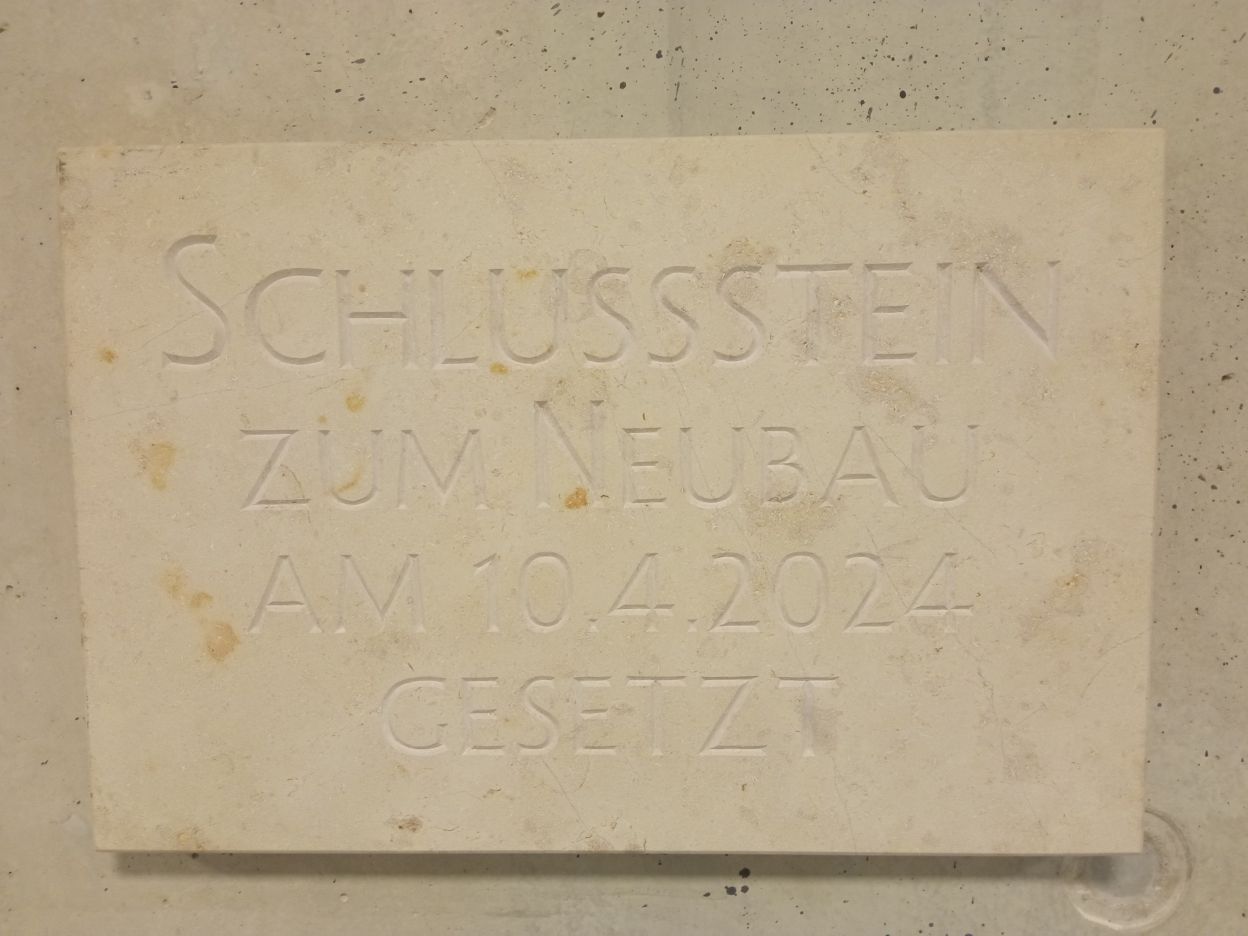 SCHLUSSSTEIN
ZUM NEUBAU
AM 10.4.2024
GESETZT